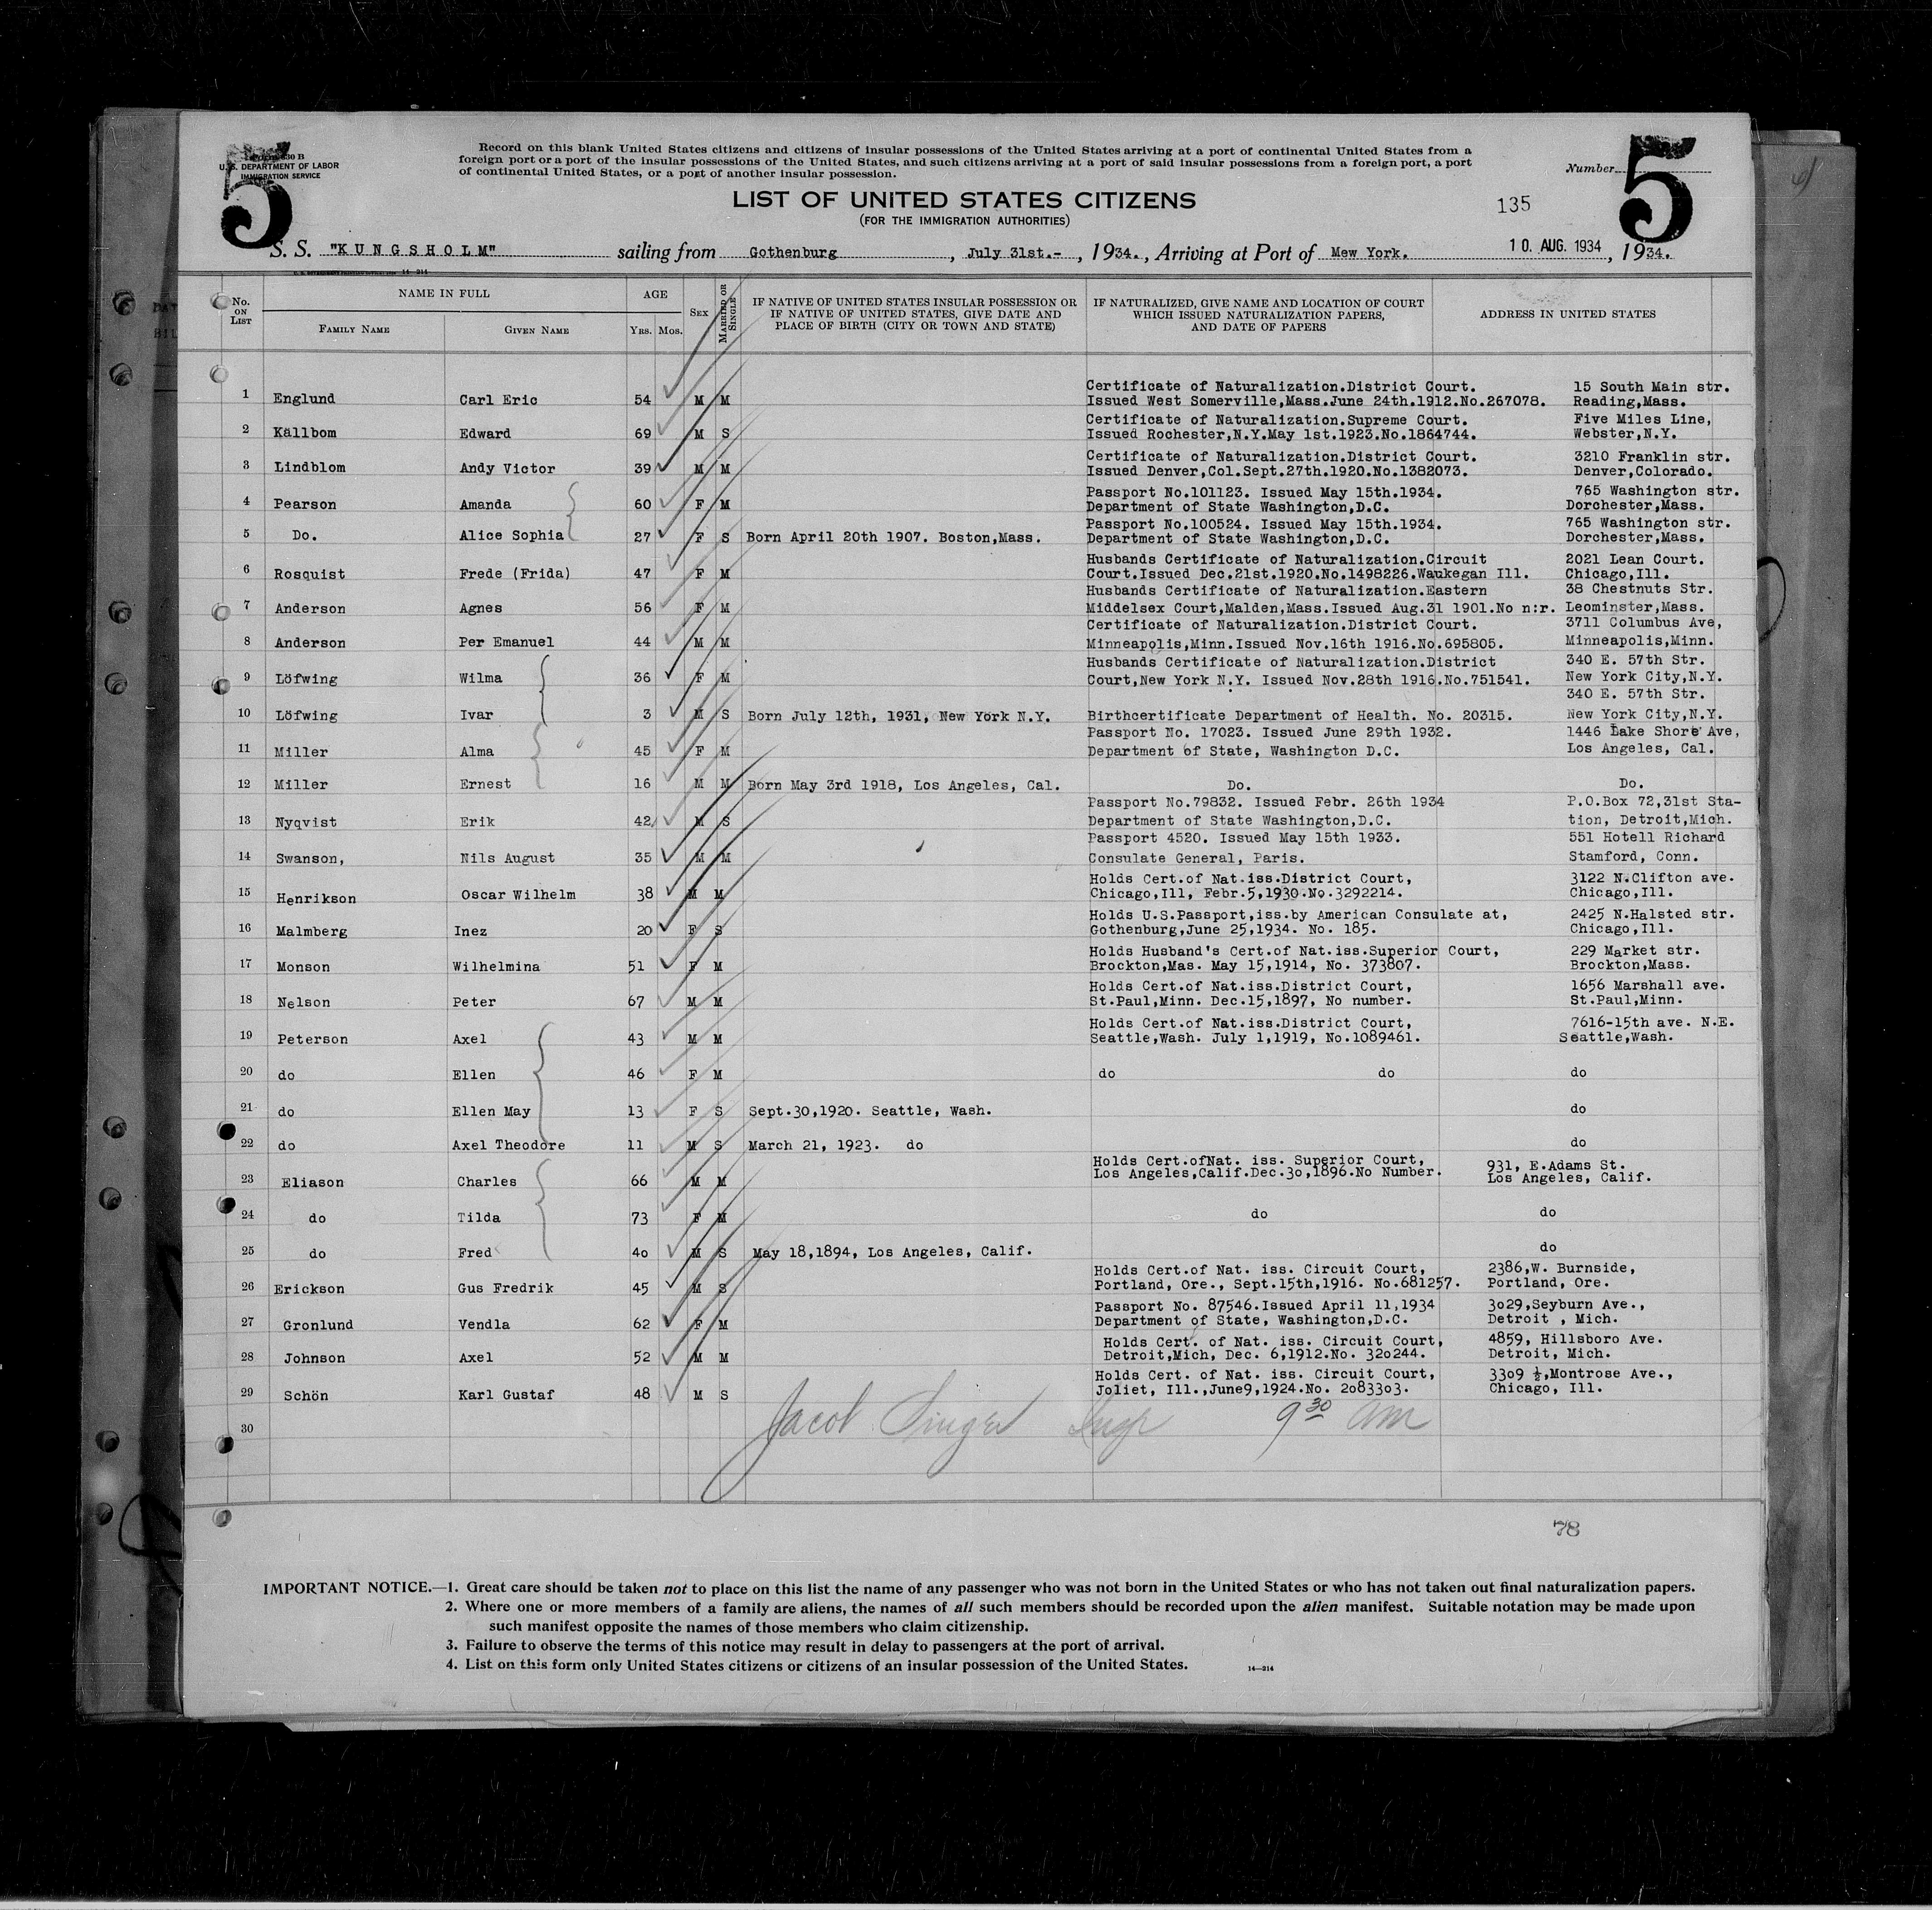 5
U. S. DEPARTMENT OF LABOR
IMMIGRATION SERVICE
Record on this blank United States citizens and citizens of insular possessions of the United States arriving at a port of continental United States from a
foreign port or a port of the insular possessions of the United States, and such citizens arriving at a port of said insular possessions from a foreign port, a port
of continental United States, or a port of another insular possession.
Number
5
LIST OF UNITED STATES CITIZENS
(FOR THE IMMIGRATION AUTHORITIES)
135
S. S. "KUNGSHOLM" sailing from Gothenburg, July 31st.-, 1934., Arriving at Port of Mew York. 10. AUG. 1934, 1934.
14-214
No. ON LIST
NAME IN FULL
FAMILY NAME GIVEN NAME
AGE
YRS. MOS.
SEX
MARRIED OR SINGLE
IF NATIVE OF UNITED STATES INSULAR POSSESSION OR
IF NATIVE OF UNITED STATES, GIVE DATE AND
PLACE OF BIRTH (CITY OR TOWN AND STATE)
IF NATURALIZED, GIVE NAME AND LOCATION OF COURT
WHICH ISSUED NATURALIZATION PAPERS,
AND DATE OF PAPERS
ADDRESS IN UNITED STATES
Certificate of Naturalization.District Court. 15 South Main str.
1 Englund Carl Eric 54 M M Issued West Somerville,Mass.June 24th.1912.No.267078. Reading,Mass.
Certificate of Naturalization.Supreme Court. Five Miles Line,
2 Källbom Edward 69 M S Issued Rochester,N.Y.May 1st.1923.No.1864744. Webster,N.Y.
Certificate of Naturalization.District Court. 3210 Franklin str.
3 Lindblom Andy Victor 39 M M Issued Denver,Col.Sept.27th.1920.No.1382073. Denver,Colorado.
Passport No.101123. Issued May 15th.1934. 765 Washington str.
4 Pearson Amanda 60 F M Department of State Washington,D.C. Dorchester,Mass.
Passport No.100524. Issued May 15th.1934. 765 Washington str.
5 Do. Alice Sophia 27 F S Born April 20th 1907. Boston,Mass. Department of State Washington,D.C. Dorchester,Mass.
Husbands Certificate of Naturalization.Circuit 2021 Lean Court.
6 Rosquist Frede (Frida) 47 F M Court.Issued Dec.21st.1920.No.1498226.Waukegan Ill. Chicago,Ill.
Husbands Certificate of Naturalization.Eastern 38 Chestnuts Str.
7 Anderson Agnes 56 F M Middelsex Court,Malden,Mass.Issued Aug.31 1901.No n:r. Leominster,Mass.
Certificate of Naturalization.District Court. 3711 Columbus Ave,
8 Anderson Per Emanuel 44 M M Minneapolis,Minn.Issued Nov.16th 1916.No.695805. Minneapolis,Minn.
Husbands Certificate of Naturalization.District 340 E. 57th Str.
9 Löfwing Wilma 36 F M Court,New York N.Y. Issued Nov.28th 1916.No.751541. New York City,N.Y.
340 E. 57th Str.
10 Löfwing Ivar 3 M S Born July 12th, 1931, New York N.Y. Birthcertificate Department of Health. No. 20315. New York City,N.Y.
Passport No. 17023. Issued June 29th 1932. 1446 Lake Shore Ave,
11 Miller Alma 45 F M Department of State, Washington D.C. Los Angeles, Cal.
12 Miller Ernest 16 M M Born May 3rd 1918, Los Angeles, Cal. Do. Do.
Passport No.79832. Issued Febr. 26th 1934 P.O.Box 72,31st Sta-
13 Nyqvist Erik 42 M S Department of State Washington,D.C. tion, Detroit,Mich.
Passport 4520. Issued May 15th 1933. 551 Hotell Richard
14 Swanson, Nils August 35 M M Consulate General, Paris. Stamford, Conn.
Holds Cert.of Nat.iss.District Court, 3122 N.Clifton ave.
15 Henrikson Oscar Wilhelm 38 M M Chicago,Ill, Febr.5,1930.No.3292214. Chicago,Ill.
Holds U.S.Passport,iss.by American Consulate at, 2425 N.Halsted str.
16 Malmberg Inez 20 F S Gothenburg,June 25,1934. No. 185. Chicago,Ill.
Holds Husband's Cert.of Nat.iss.Superior Court, 229 Market str.
17 Monson Wilhelmina 51 F M Brockton,Mas. May 15,1914, No. 373807. Brockton,Mass.
Holds Cert.of Nat.iss.District Court, 1656 Marshall ave.
18 Nelson Peter 67 M M St.Paul,Minn. Dec.15,1897, No number. St.Paul,Minn.
Holds Cert.of Nat.iss.District Court, 7616-15th ave. N.E.
19 Peterson Axel 43 M M Seattle,Wash. July 1,1919, No.1089461. Seattle,Wash.
20 do Ellen 46 F M do do do
21 do Ellen May 13 F S Sept.30,1920. Seattle, Wash. do
22 do Axel Theodore 11 M S March 21, 1923. do do
Holds Cert.ofNat. iss. Superior Court, 931, E.Adams St.
23 Eliason Charles 66 M M Los Angeles,Calif.Dec.30,1896.No Number. Los Angeles, Calif.
24 do Tilda 73 F M do do
25 do Fred 40 M S May 18,1894, Los Angeles, Calif. do
Holds Cert.of Nat. iss. Circuit Court, 2386,W. Burnside,
26 Erickson Gus Fredrik 45 M S Portland, Ore., Sept.15th,1916. No.681257. Portland, Ore.
Passport No. 87546.Issued April 11,1934 3029,Seyburn Ave.,
27 Gronlund Vendla 62 F M Department of State, Washington,D.C. Detroit , Mich.
Holds Cert. of Nat. iss. Circuit Court, 4859, Hillsboro Ave.
28 Johnson Axel 52 M M Detroit,Mich, Dec. 6,1912.No. 320244. Detroit, Mich.
Holds Cert. of Nat. iss. Circuit Court, 3309 ½,Montrose Ave.,
29 Schön Karl Gustaf 48 M S Joliet, Ill.,June9,1924.No. 2083303. Chicago, Ill.
30
Jacob Singer Insp 9 30 am
78
IMPORTANT NOTICE.—1. Great care should be taken not to place on this list the name of any passenger who was not born in the United States or who has not taken out final naturalization papers.
2. Where one or more members of a family are aliens, the names of all such members should be recorded upon the alien manifest. Suitable notation may be made upon
such manifest opposite the names of those members who claim citizenship.
3. Failure to observe the terms of this notice may result in delay to passengers at the port of arrival.
4. List on this form only United States citizens or citizens of an insular possession of the United States.
14—214